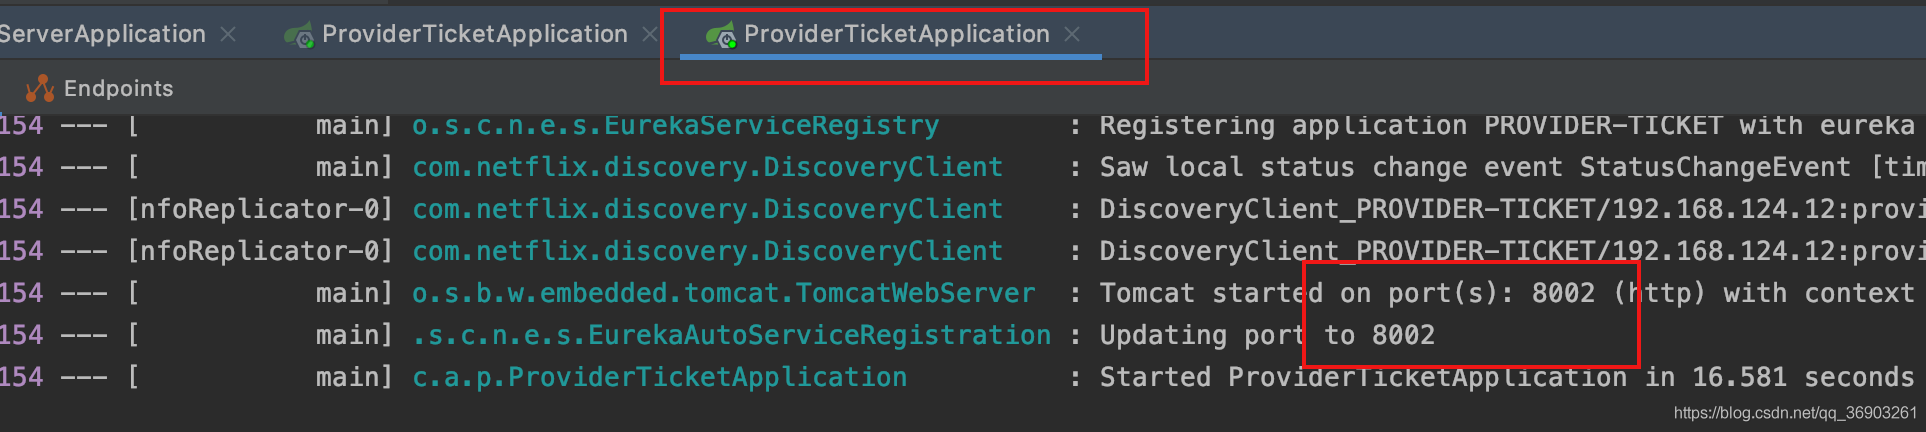 ServerApplication × ProviderTicketApplication × ProviderTicketApplication ×
Endpoints
154 --- [           main] o.s.c.n.e.s.EurekaServiceRegistry        : Registering application PROVIDER-TICKET with eureka
154 --- [           main] com.netflix.discovery.DiscoveryClient    : Saw local status change event StatusChangeEvent [tim
154 --- [nfoReplicator-0] com.netflix.discovery.DiscoveryClient    : DiscoveryClient_PROVIDER-TICKET/192.168.124.12:provi
154 --- [nfoReplicator-0] com.netflix.discovery.DiscoveryClient    : DiscoveryClient_PROVIDER-TICKET/192.168.124.12:provi
154 --- [           main] o.s.b.w.embedded.tomcat.TomcatWebServer  : Tomcat started on port(s): 8002 (http) with context
154 --- [           main] .s.c.n.e.s.EurekaAutoServiceRegistration : Updating port to 8002
154 --- [           main] c.a.p.ProviderTicketApplication          : Started ProviderTicketApplication in 16.581 seconds
https://blog.csdn.net/qq_36903261